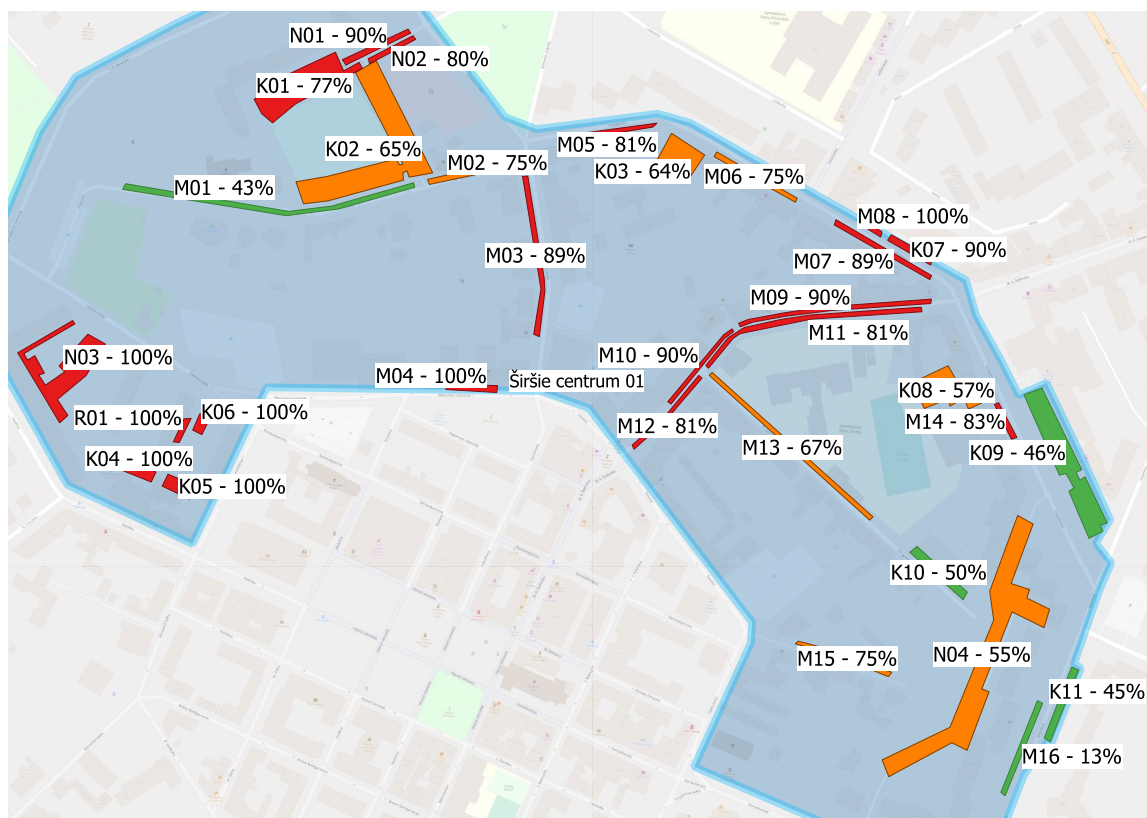 N01 - 90%
N02 - 80%
K01 - 77%
K02 - 65%
M05 - 81%
M02 - 75%
K03 - 64%
M06 - 75%
M01 - 43%
M08 - 100%
K07 - 90%
M03 - 89%
M07 - 89%
M09 - 90%
M11 - 81%
M10 - 90%
N03 - 100%
M04 - 100%
Širšie centrum 01
K08 - 57%
R01 - 100%
K06 - 100%
M14 - 83%
M12 - 81%
M13 - 67%
K09 - 46%
K04 - 100%
K05 - 100%
K10 - 50%
M15 - 75%
N04 - 55%
K11 - 45%
M16 - 13%